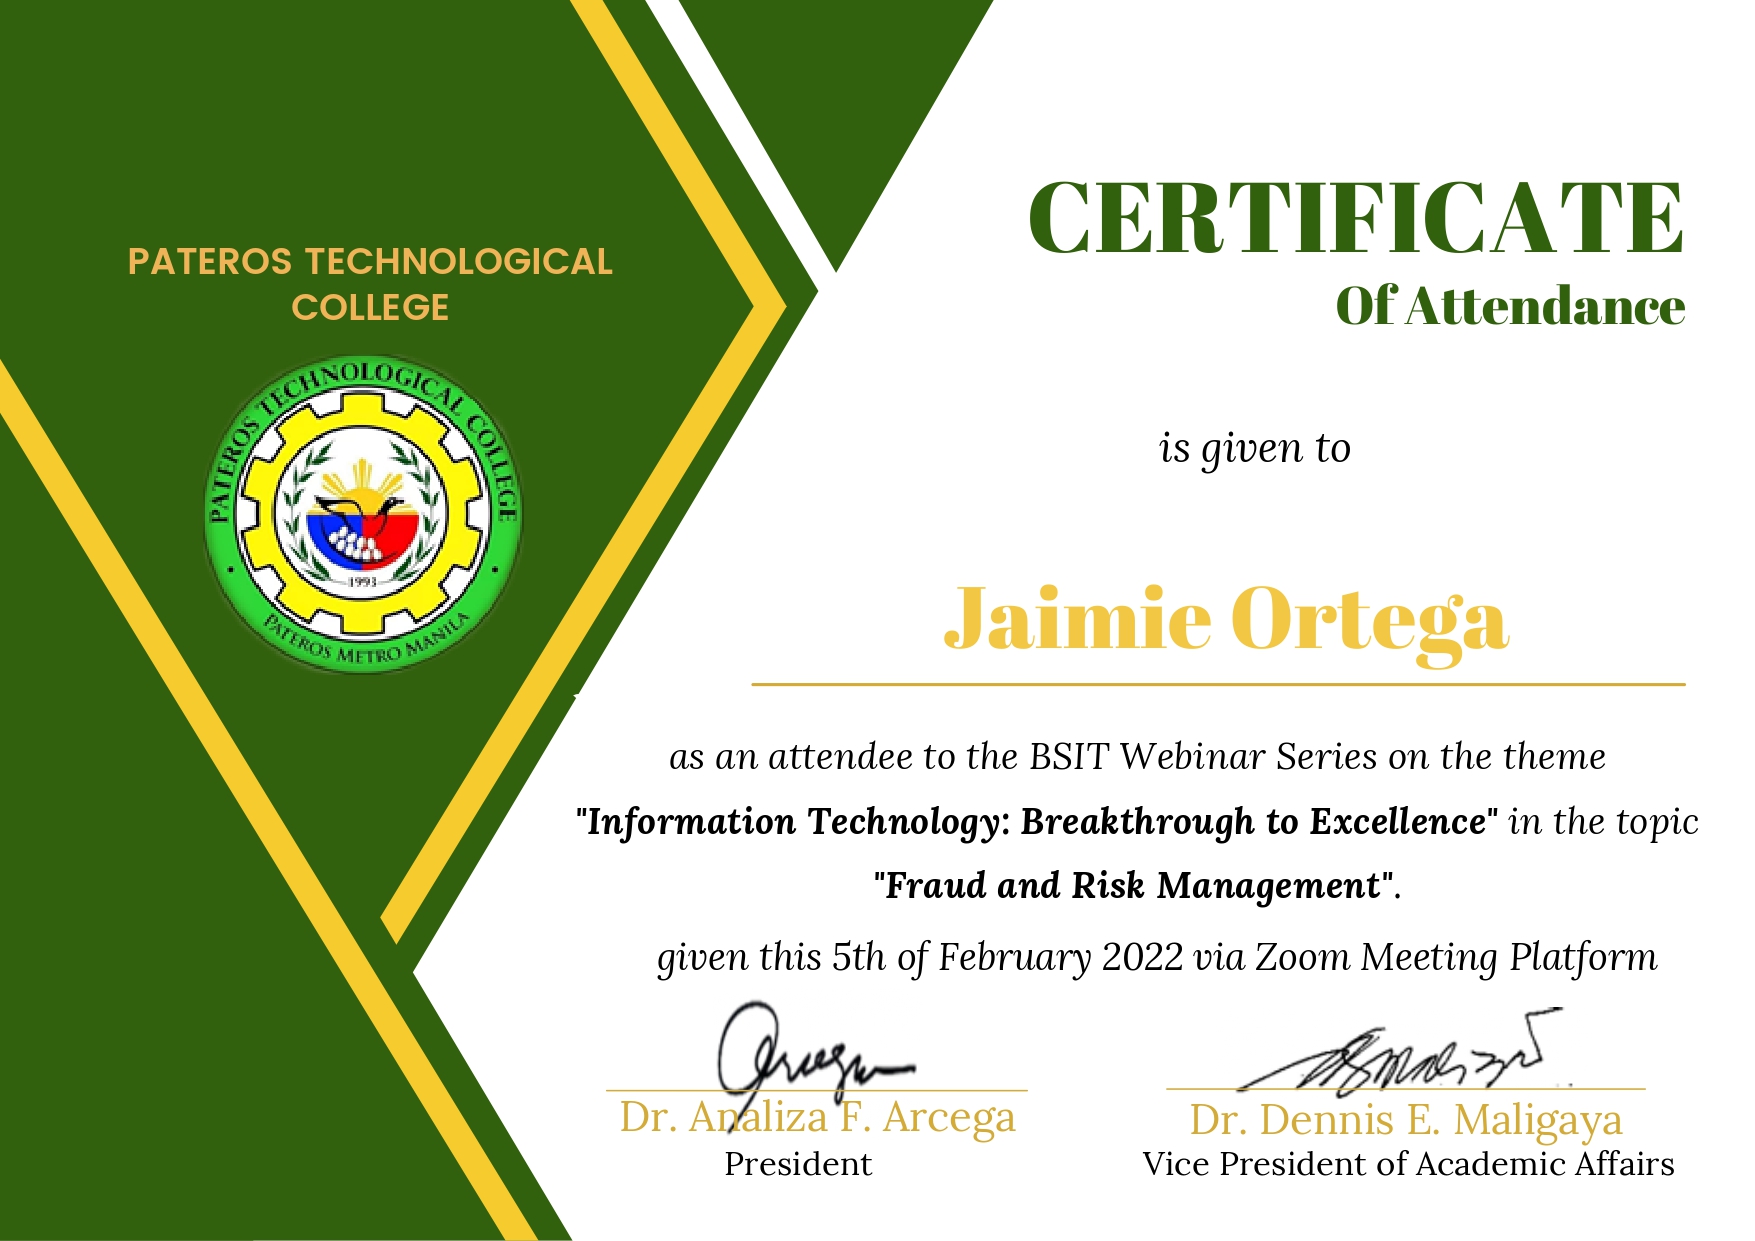 PATEROS TECHNOLOGICAL
COLLEGE
PATEROS TECHNOLOGICAL COLLEGE
1993
PATEROS METRO MANILA
CERTIFICATE
Of Attendance
is given to
Jaimie Ortega
as an attendee to the BSIT Webinar Series on the theme
"Information Technology: Breakthrough to Excellence" in the topic
"Fraud and Risk Management".
given this 5th of February 2022 via Zoom Meeting Platform
Dr. Analiza F. Arcega
President
Dr. Dennis E. Maligaya
Vice President of Academic Affairs